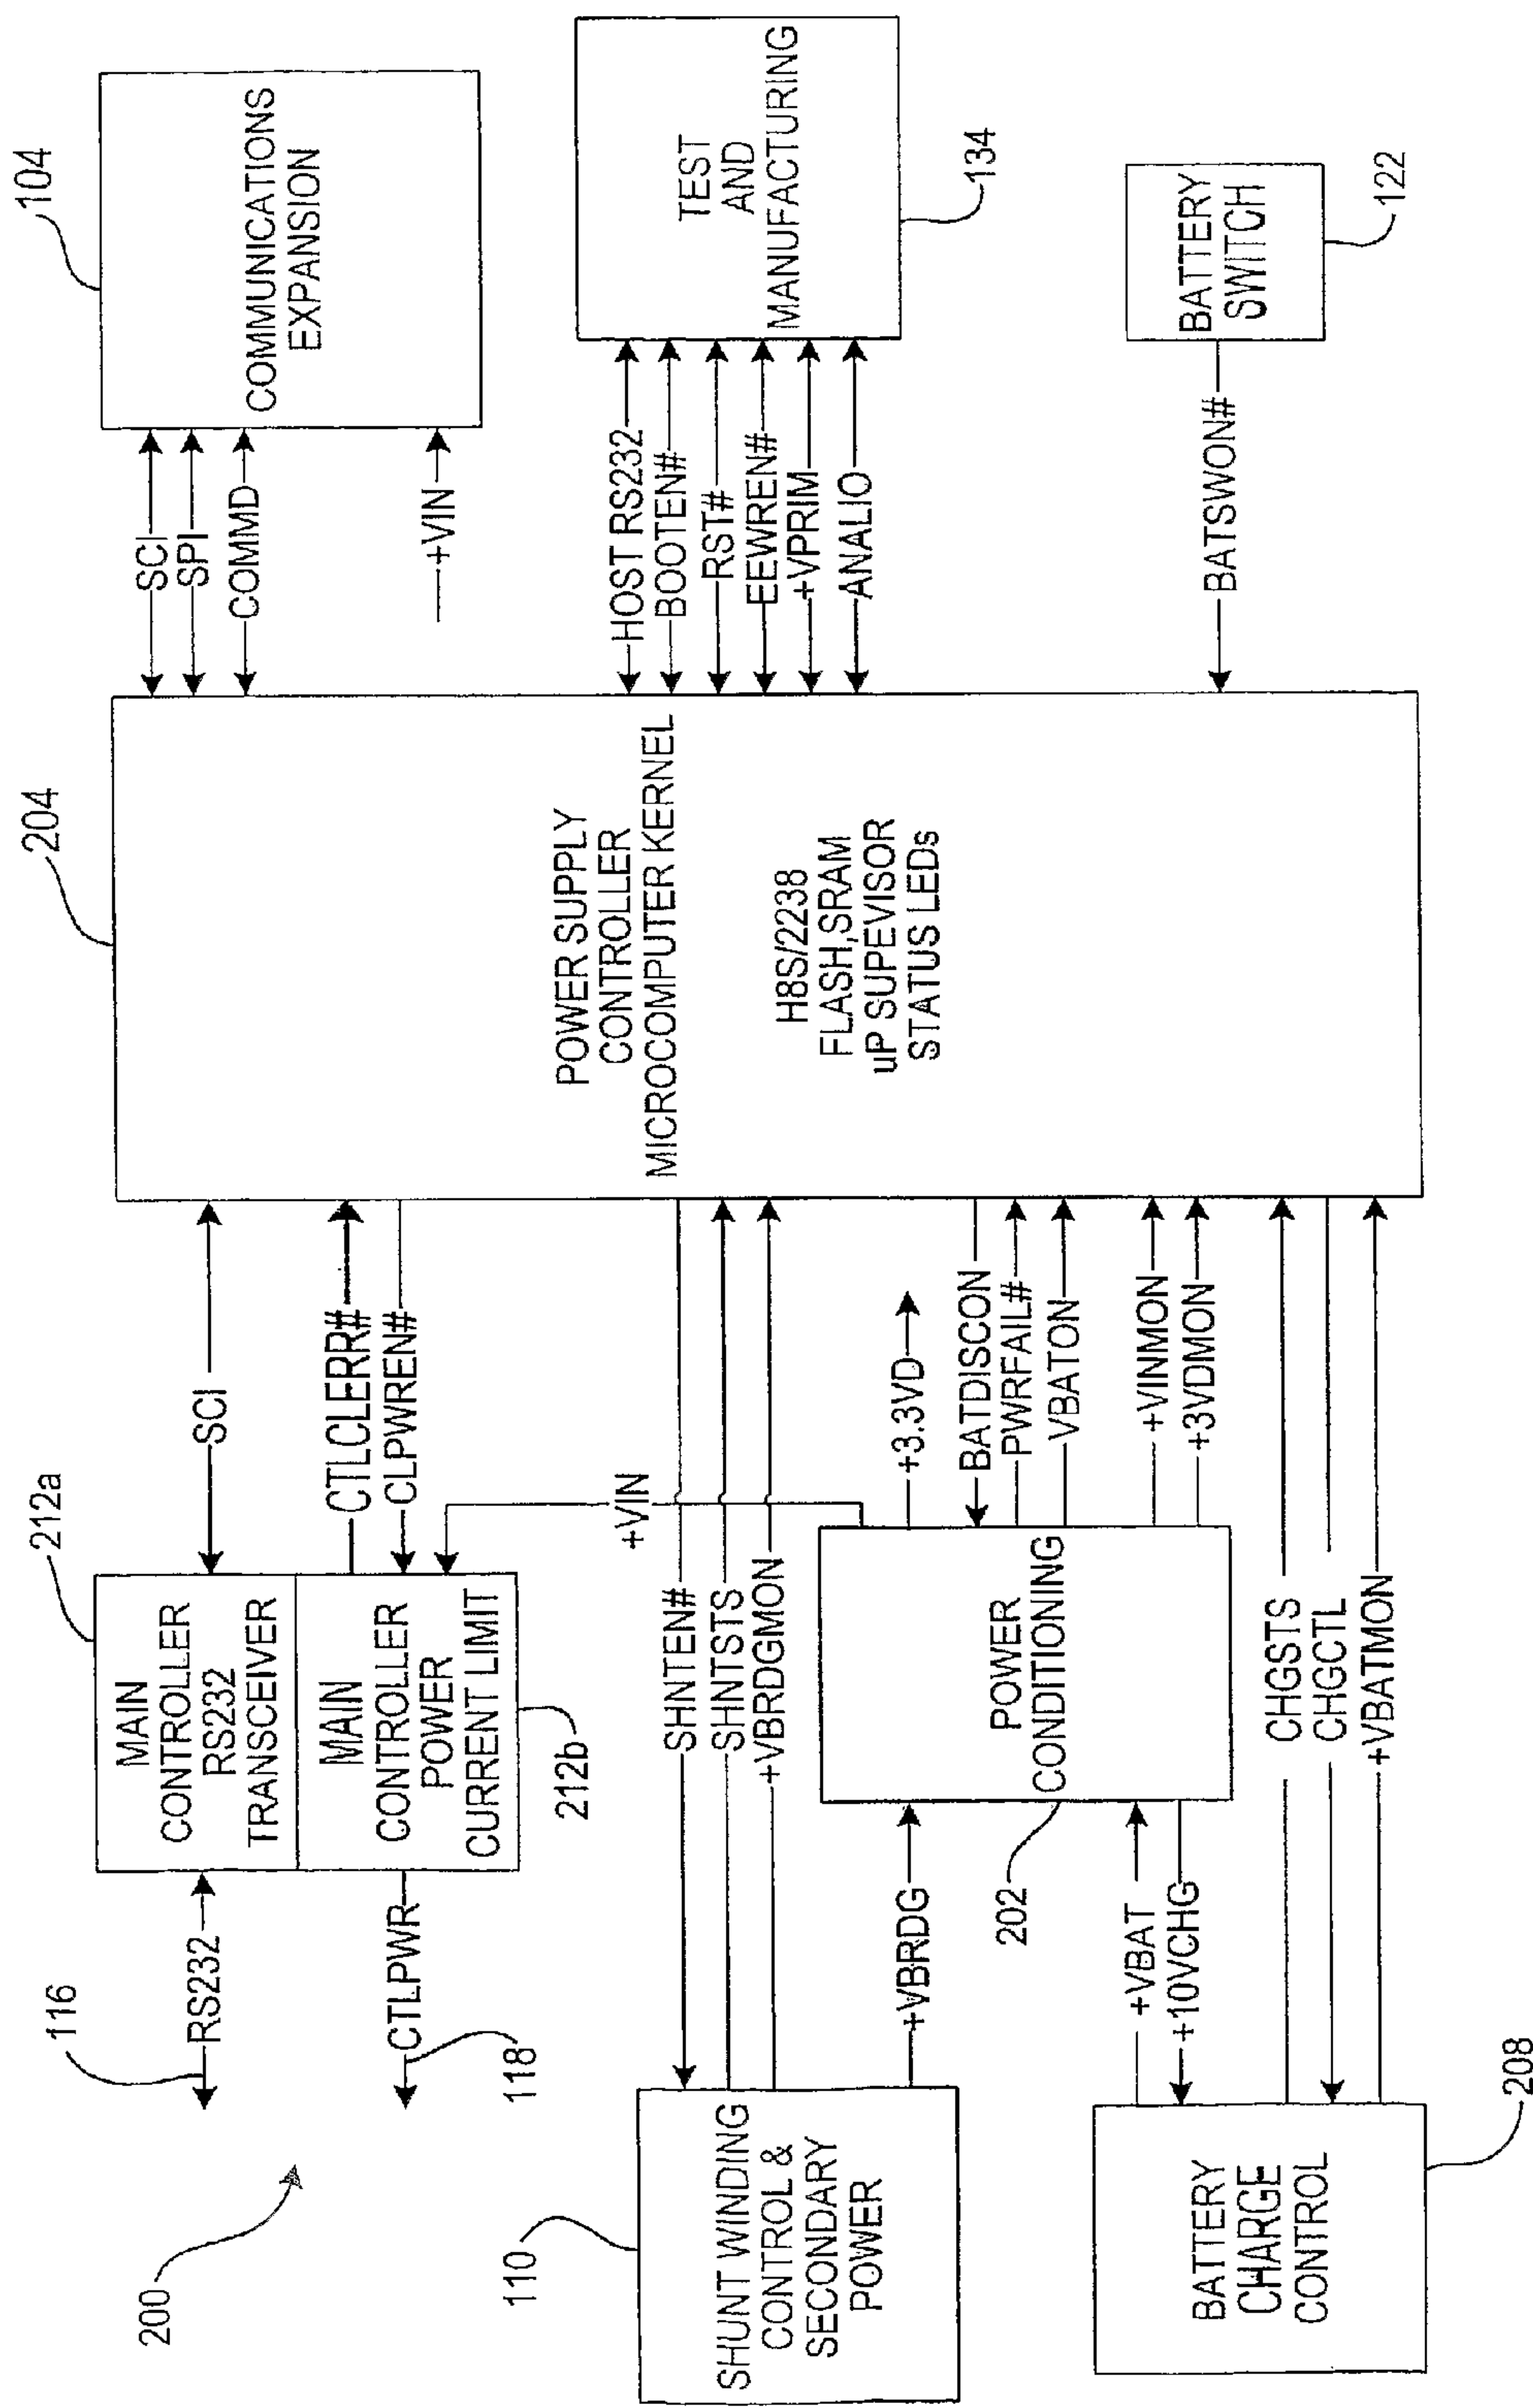 200
116
RS232
CTLPWR
118
212a
MAIN
CONTROLLER
RS232
TRANSCEIVER
MAIN
CONTROLLER
POWER
CURRENT LIMIT
212b
SCI
CTLCLERR#
CLPWREN#
+VIN
204
POWER SUPPLY
CONTROLLER
MICROCOMPUTER KERNEL
H8S/2238
FLASH,SRAM
uP SUPEVISOR
STATUS LEDs
SCI
SPI
COMMD
+VIN
104
COMMUNICATIONS
EXPANSION
110
SHUNT WINDING
CONTROL &
SECONDARY
POWER
SHNTEN#
SHNTSTS
+VBRDGMON
+VBRDG
HOST RS232
BOOTEN#
RST#
EEWREN#
+VPRIM
ANALIO
TEST
AND
MANUFACTURING
134
202
POWER
CONDITIONING
+3.3VD
BATDISCON
PWRFAIL#
VBATON
+VINMON
+3VDMON
+VBAT
+10VCHG
BATTERY
CHARGE
CONTROL
208
CHGSTS
CHGCTL
+VBATMON
BATSWON#
BATTERY
SWITCH
122